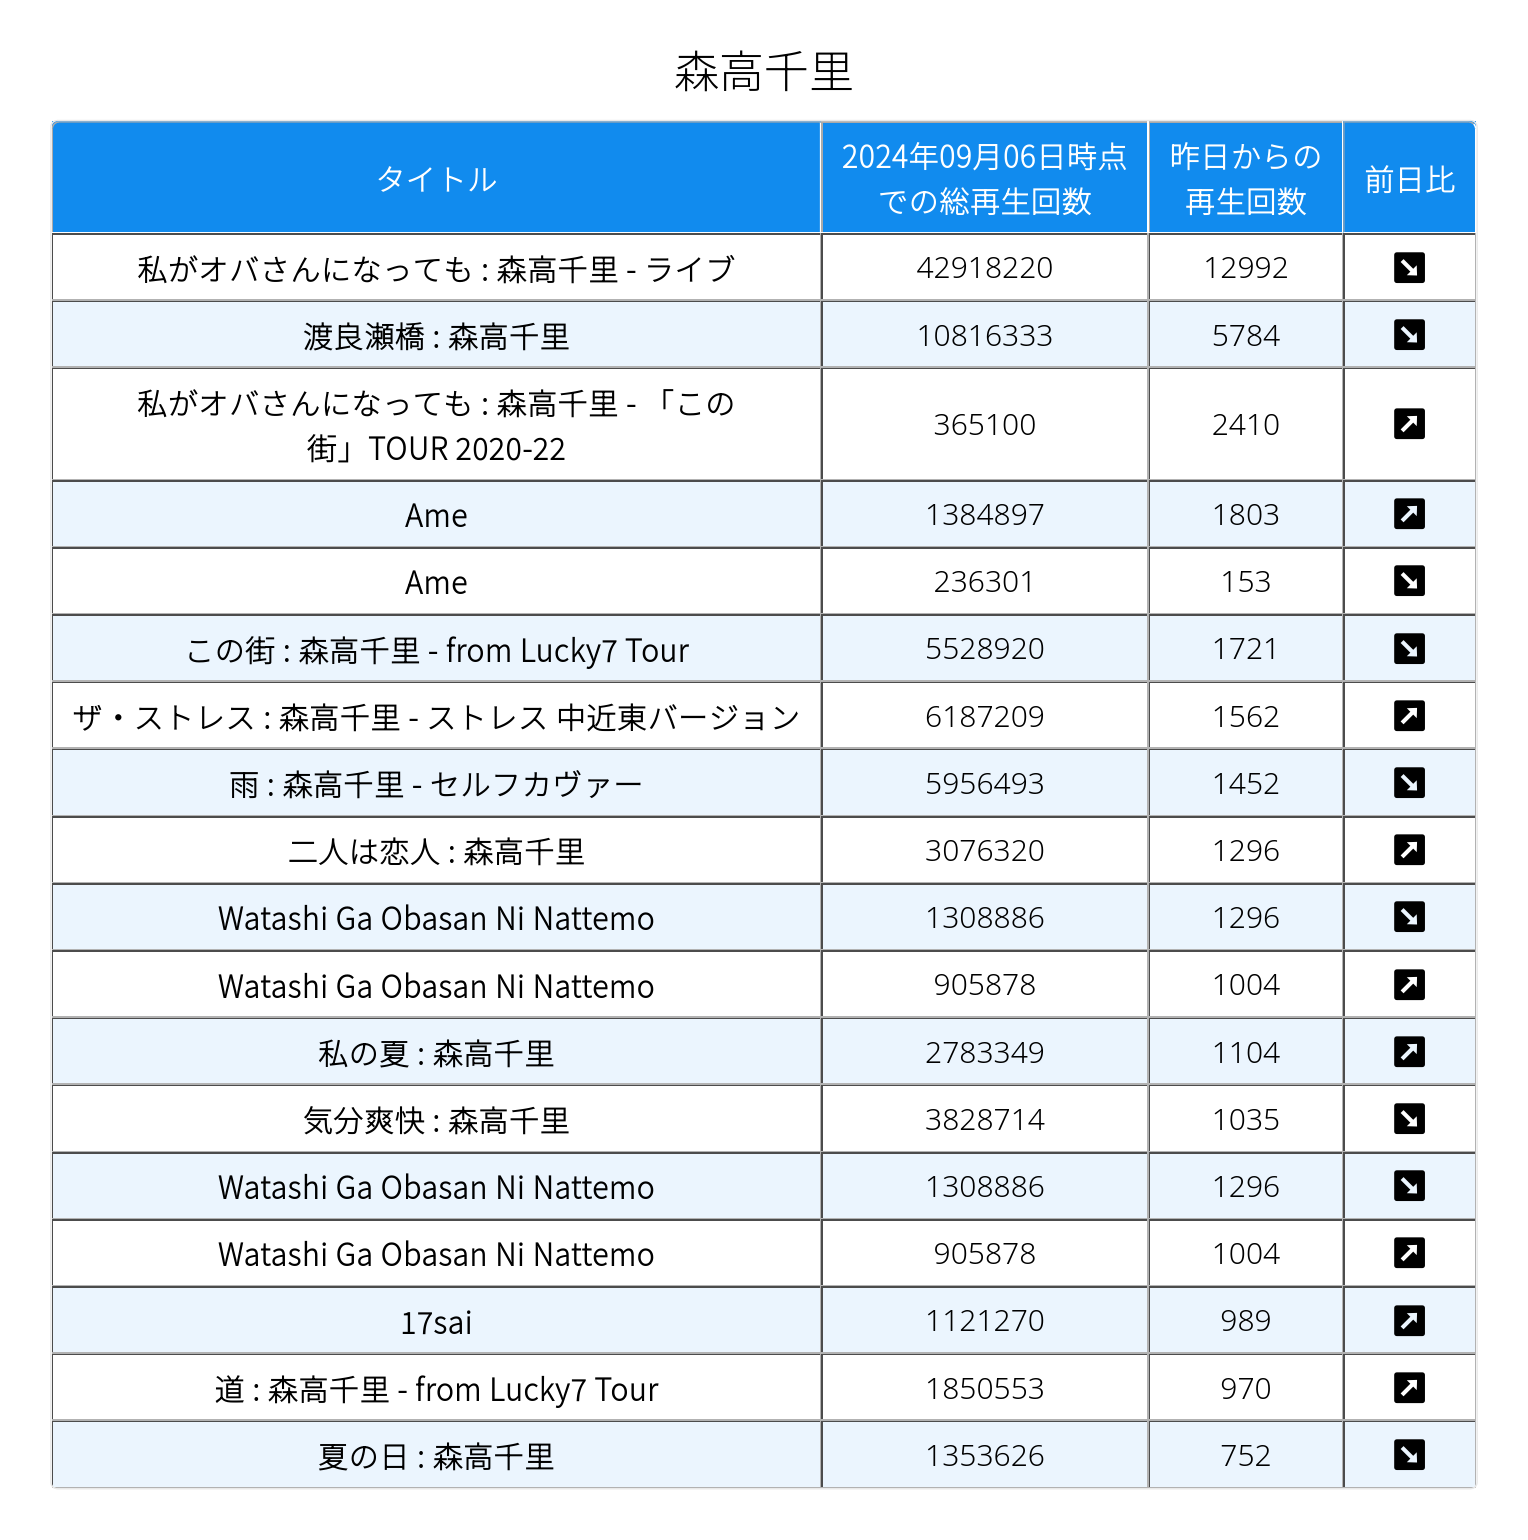 森高千里
タイトル
2024年09月06日時点
での総再生回数
昨日からの
再生回数
前日比
私がオバさんになっても : 森高千里 - ライブ 42918220 12992
渡良瀬橋 : 森高千里 10816333 5784
私がオバさんになっても : 森高千里 - 「この
街」TOUR 2020-22 365100 2410
Ame 1384897 1803
Ame 236301 153
この街 : 森高千里 - from Lucky7 Tour 5528920 1721
ザ・ストレス : 森高千里 - ストレス 中近東バージョン 6187209 1562
雨 : 森高千里 - セルフカヴァー 5956493 1452
二人は恋人 : 森高千里 3076320 1296
Watashi Ga Obasan Ni Nattemo 1308886 1296
Watashi Ga Obasan Ni Nattemo 905878 1004
私の夏 : 森高千里 2783349 1104
気分爽快 : 森高千里 3828714 1035
Watashi Ga Obasan Ni Nattemo 1308886 1296
Watashi Ga Obasan Ni Nattemo 905878 1004
17sai 1121270 989
道 : 森高千里 - from Lucky7 Tour 1850553 970
夏の日 : 森高千里 1353626 752